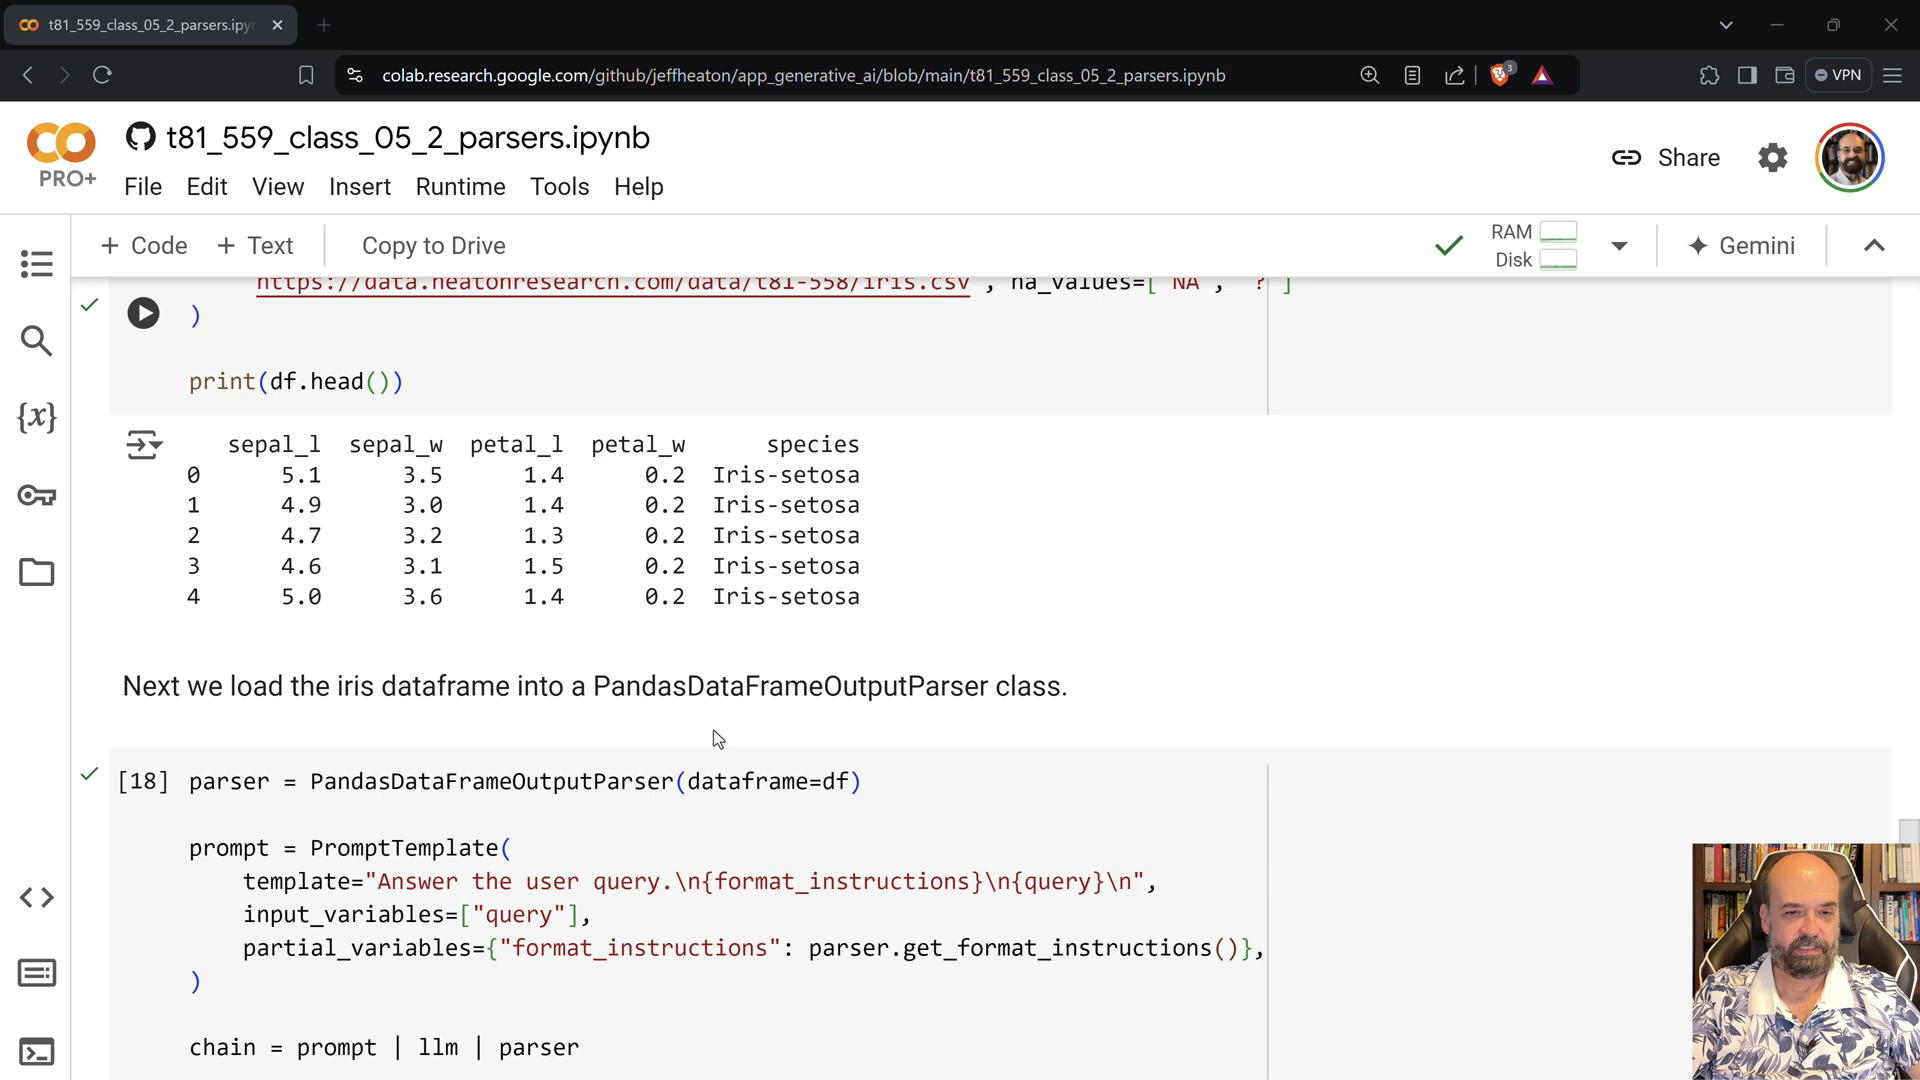 t81_559_class_05_2_parsers.ipy
colab.research.google.com/github/jeffheaton/app_generative_ai/blob/main/t81_559_class_05_2_parsers.ipynb
3
VPN
PRO+
t81_559_class_05_2_parsers.ipynb
File Edit View Insert Runtime Tools Help
Share
+ Code + Text Copy to Drive
RAM
Disk
Gemini
https://data.heatonresearch.com/data/t81-558/iris.csv", na_values=["NA", "?"]
)
print(df.head())
sepal_l sepal_w petal_l petal_w species
0 5.1 3.5 1.4 0.2 Iris-setosa
1 4.9 3.0 1.4 0.2 Iris-setosa
2 4.7 3.2 1.3 0.2 Iris-setosa
3 4.6 3.1 1.5 0.2 Iris-setosa
4 5.0 3.6 1.4 0.2 Iris-setosa
Next we load the iris dataframe into a PandasDataFrameOutputParser class.
[18] parser = PandasDataFrameOutputParser(dataframe=df)
prompt = PromptTemplate(
template="Answer the user query.\n{format_instructions}\n{query}\n",
input_variables=["query"],
partial_variables={"format_instructions": parser.get_format_instructions()},
)
chain = prompt | llm | parser